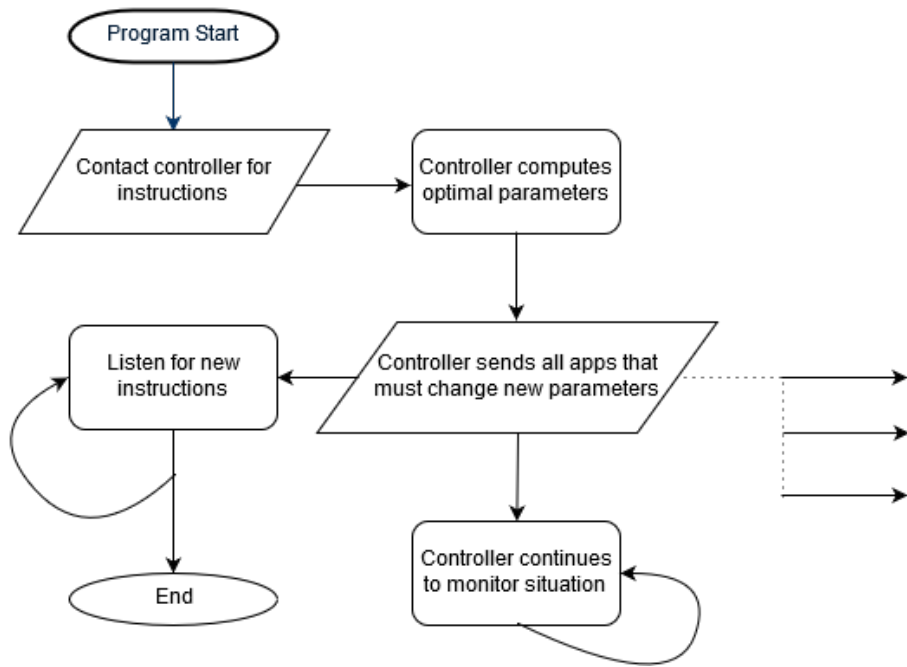 Program Start
Contact controller for
instructions
Controller computes
optimal parameters
Listen for new
instructions
Controller sends all apps that
must change new parameters
Controller continues
to monitor situation
End